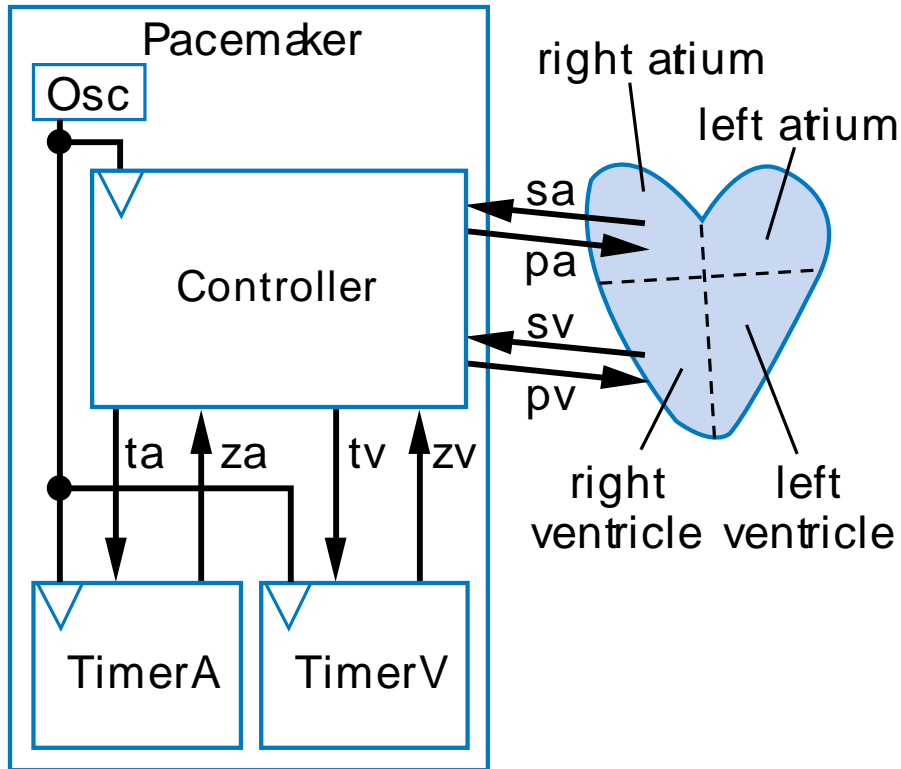 Pacemaker
Osc
right atium
left atrium
sa
pa
Controller
sv
pv
ta
za
tv
zv
right
ventricle
left
ventricle
TimerA
TimerV